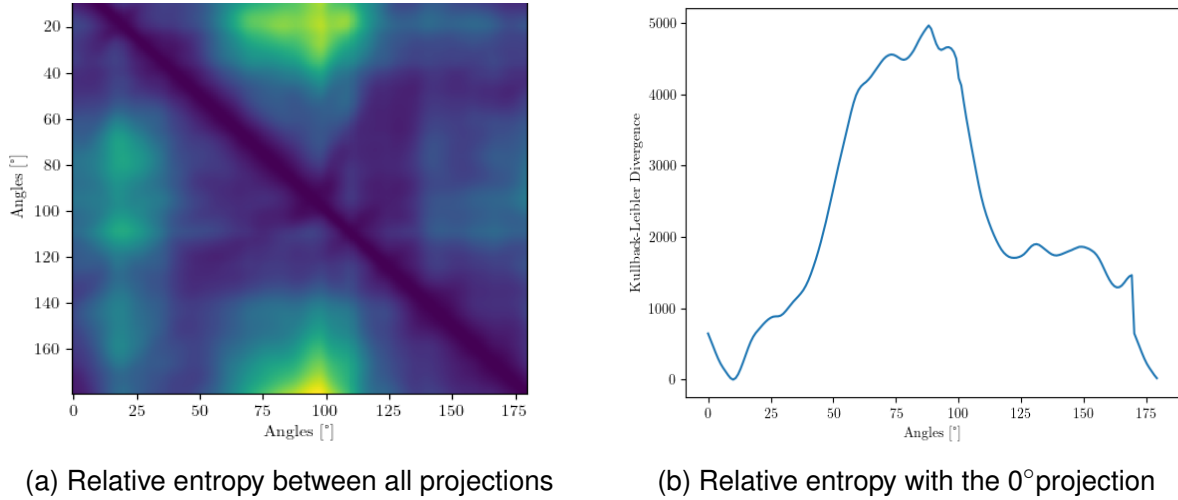 20
40
60
80
100
120
140
160
Angles [°]
0 25 50 75 100 125 150 175
Angles [°]
(a) Relative entropy between all projections
5000
4000
3000
2000
1000
0
Kullback-Leibler Divergence
0 25 50 75 100 125 150 175
Angles [°]
(b) Relative entropy with the 0°projection